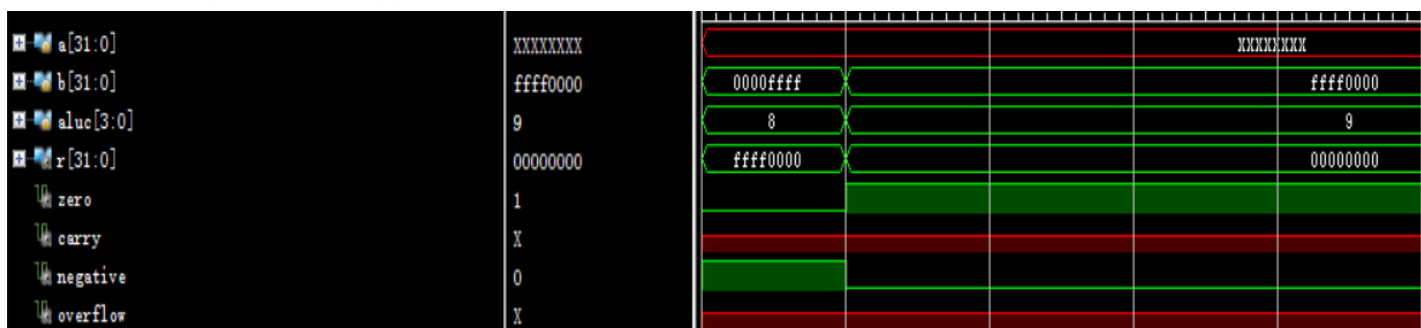 a[31:0] XXXXXXXX XXXXXXXX
b[31:0] ffff0000 0000ffff ffff0000
aluc[3:0] 9 8 9
r[31:0] 00000000 ffff0000 00000000
zero 1
carry X
negative 0
overflow X